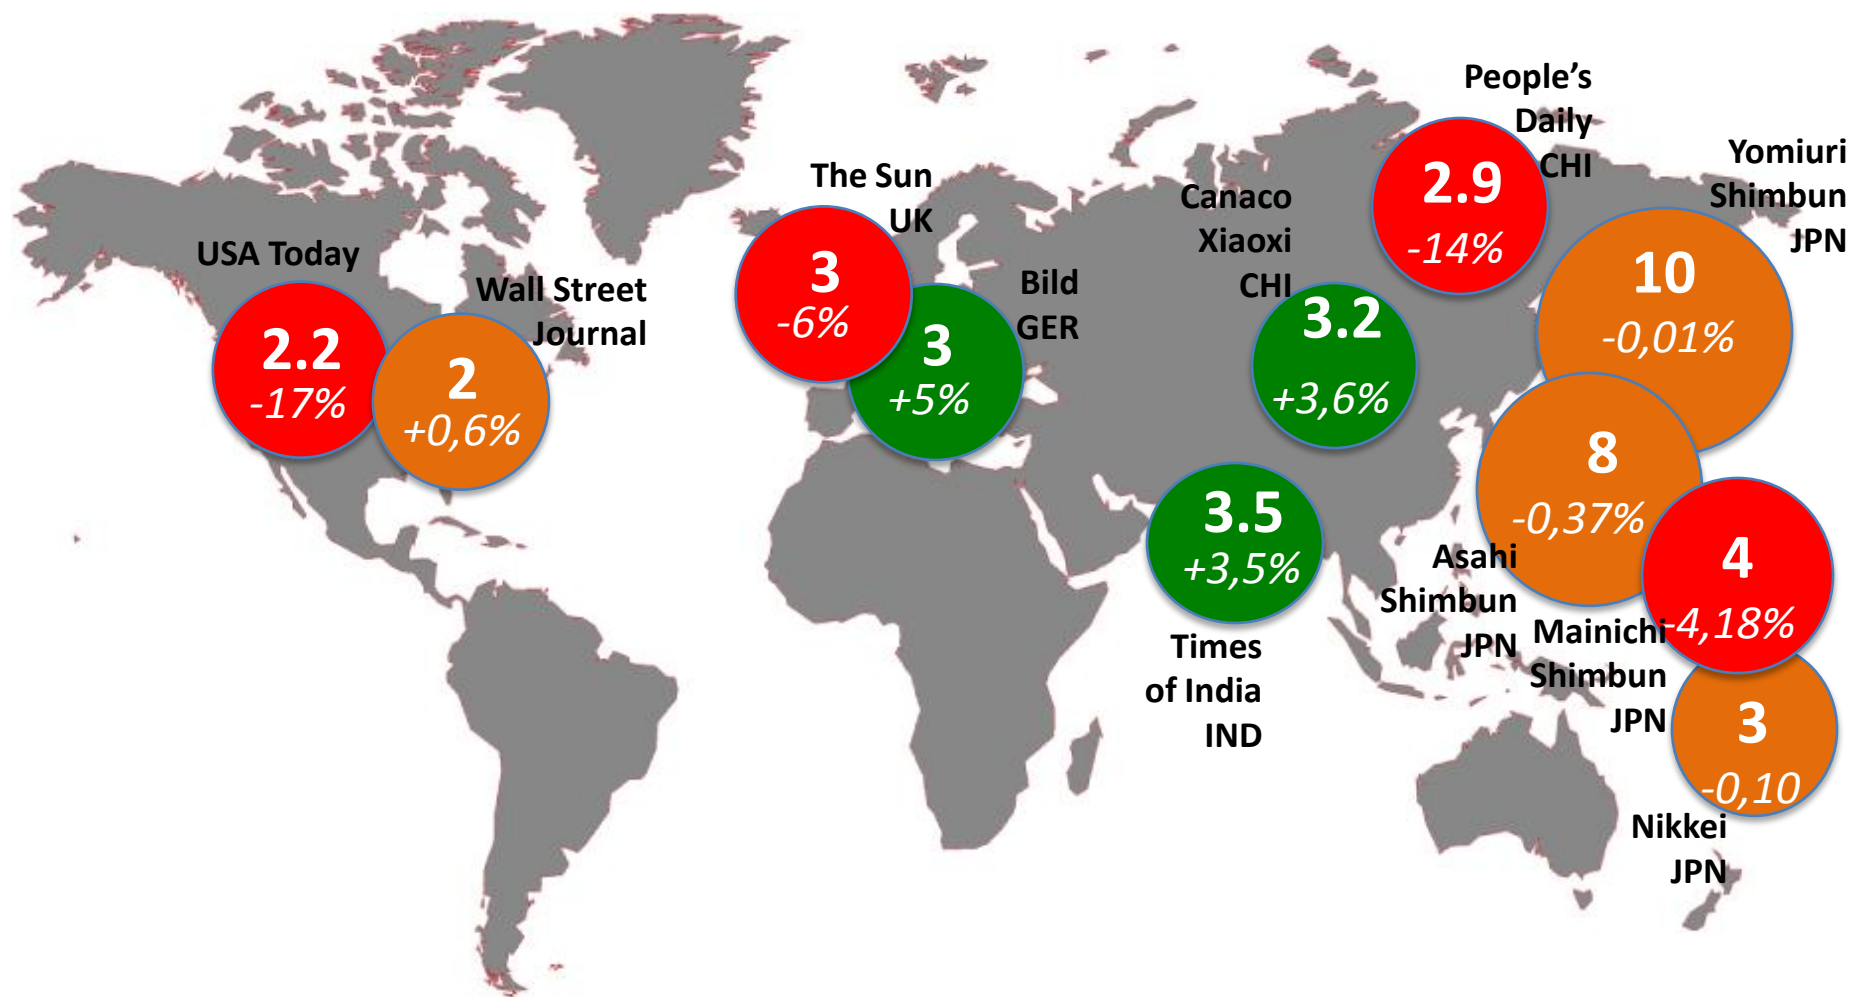 USA Today
2.2
-17%
Wall Street
Journal
2
+0,6%
The Sun
UK
3
-6%
Bild
GER
3
+5%
Canaco
Xiaoxi
CHI
3.2
+3,6%
People’s
Daily
CHI
2.9
-14%
Yomiuri
Shimbun
JPN
10
-0,01%
8
-0,37%
Asahi
Shimbun
JPN
3.5
+3,5%
Times
of India
IND
4
-4,18%
Mainichi
Shimbun
JPN
3
-0,10
Nikkei
JPN